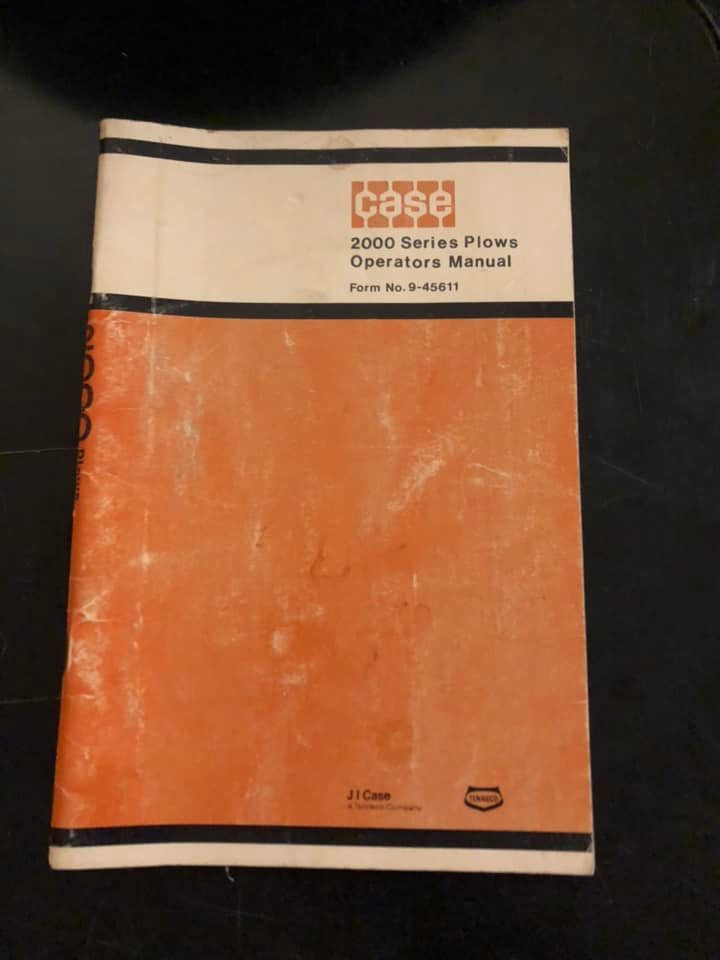 case
2000 Series Plows
Operators Manual
Form No. 9-45611
J I Case
A Tenneco Company
TENNECO